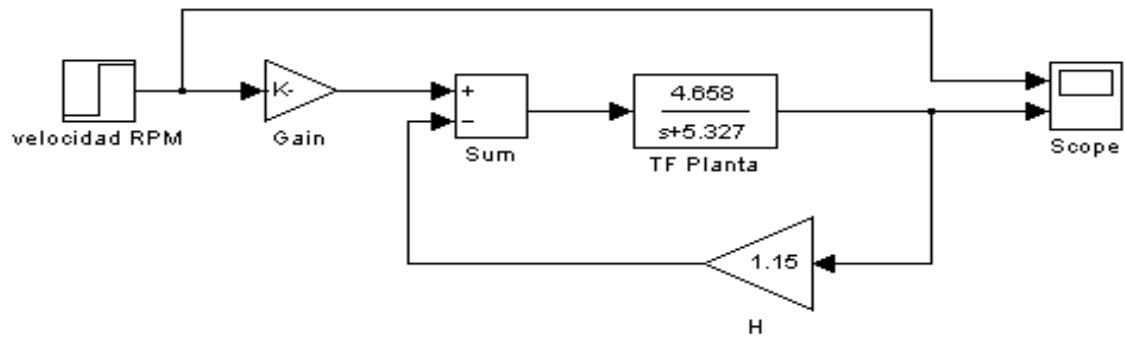 velocidad RPM
K-
Gain
+
−
Sum
4.658
s+5.327
TF Planta
Scope
1.15
H